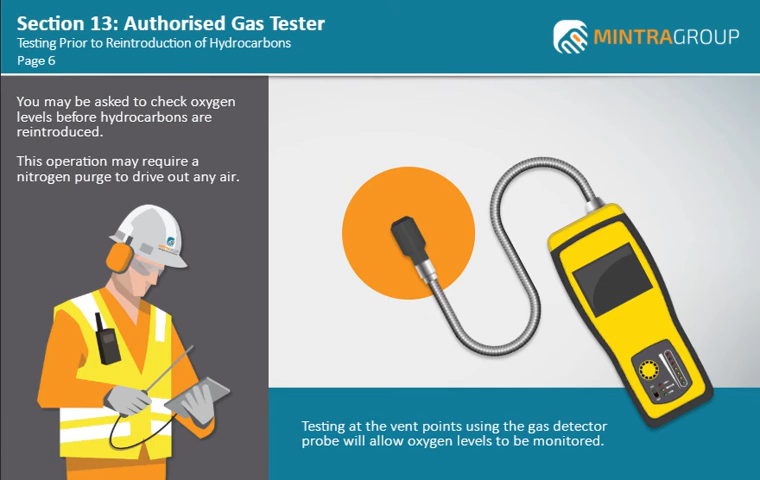 Section 13: Authorised Gas Tester
Testing Prior to Reintroduction of Hydrocarbons
Page 6
MINTRAGROUP
You may be asked to check oxygen
levels before hydrocarbons are
reintroduced.
This operation may require a
nitrogen purge to drive out any air.
Testing at the vent points using the gas detector
probe will allow oxygen levels to be monitored.